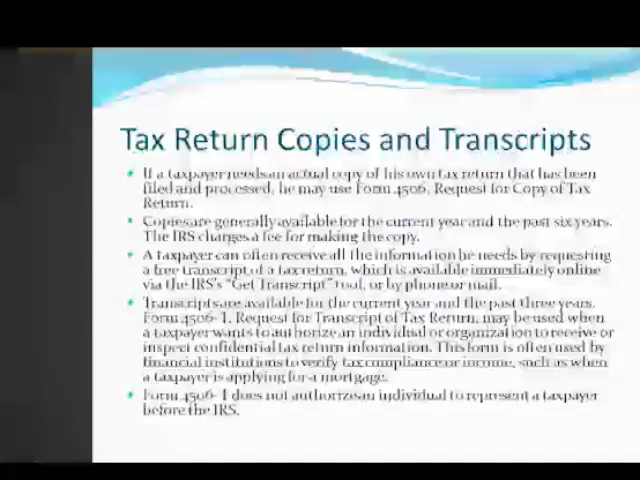 Tax Return Copies and Transcripts
If a taxpayer needs an actual copy of his own tax return that has been
filed and processed, he may use Form 4506, Request for Copy of Tax
Return.
Copies are generally available for the current year and the past six years.
The IRS charges a fee for making the copy.
A taxpayer can often receive all the information he needs by requesting
a free transcript of a tax return, which is available immediately online
via the IRS's "Get Transcript" tool, or by phone or mail.
Transcripts are available for the current year and the past three years.
Form 4506-T, Request for Transcript of Tax Return, may be used when
a taxpayer wants to authorize an individual or organization to receive or
inspect confidential tax return information. This form is often used by
financial institutions to verify tax compliance or income, such as when
a taxpayer is applying for a mortgage.
Form 4506-T does not authorize an individual to represent a taxpayer
before the IRS.